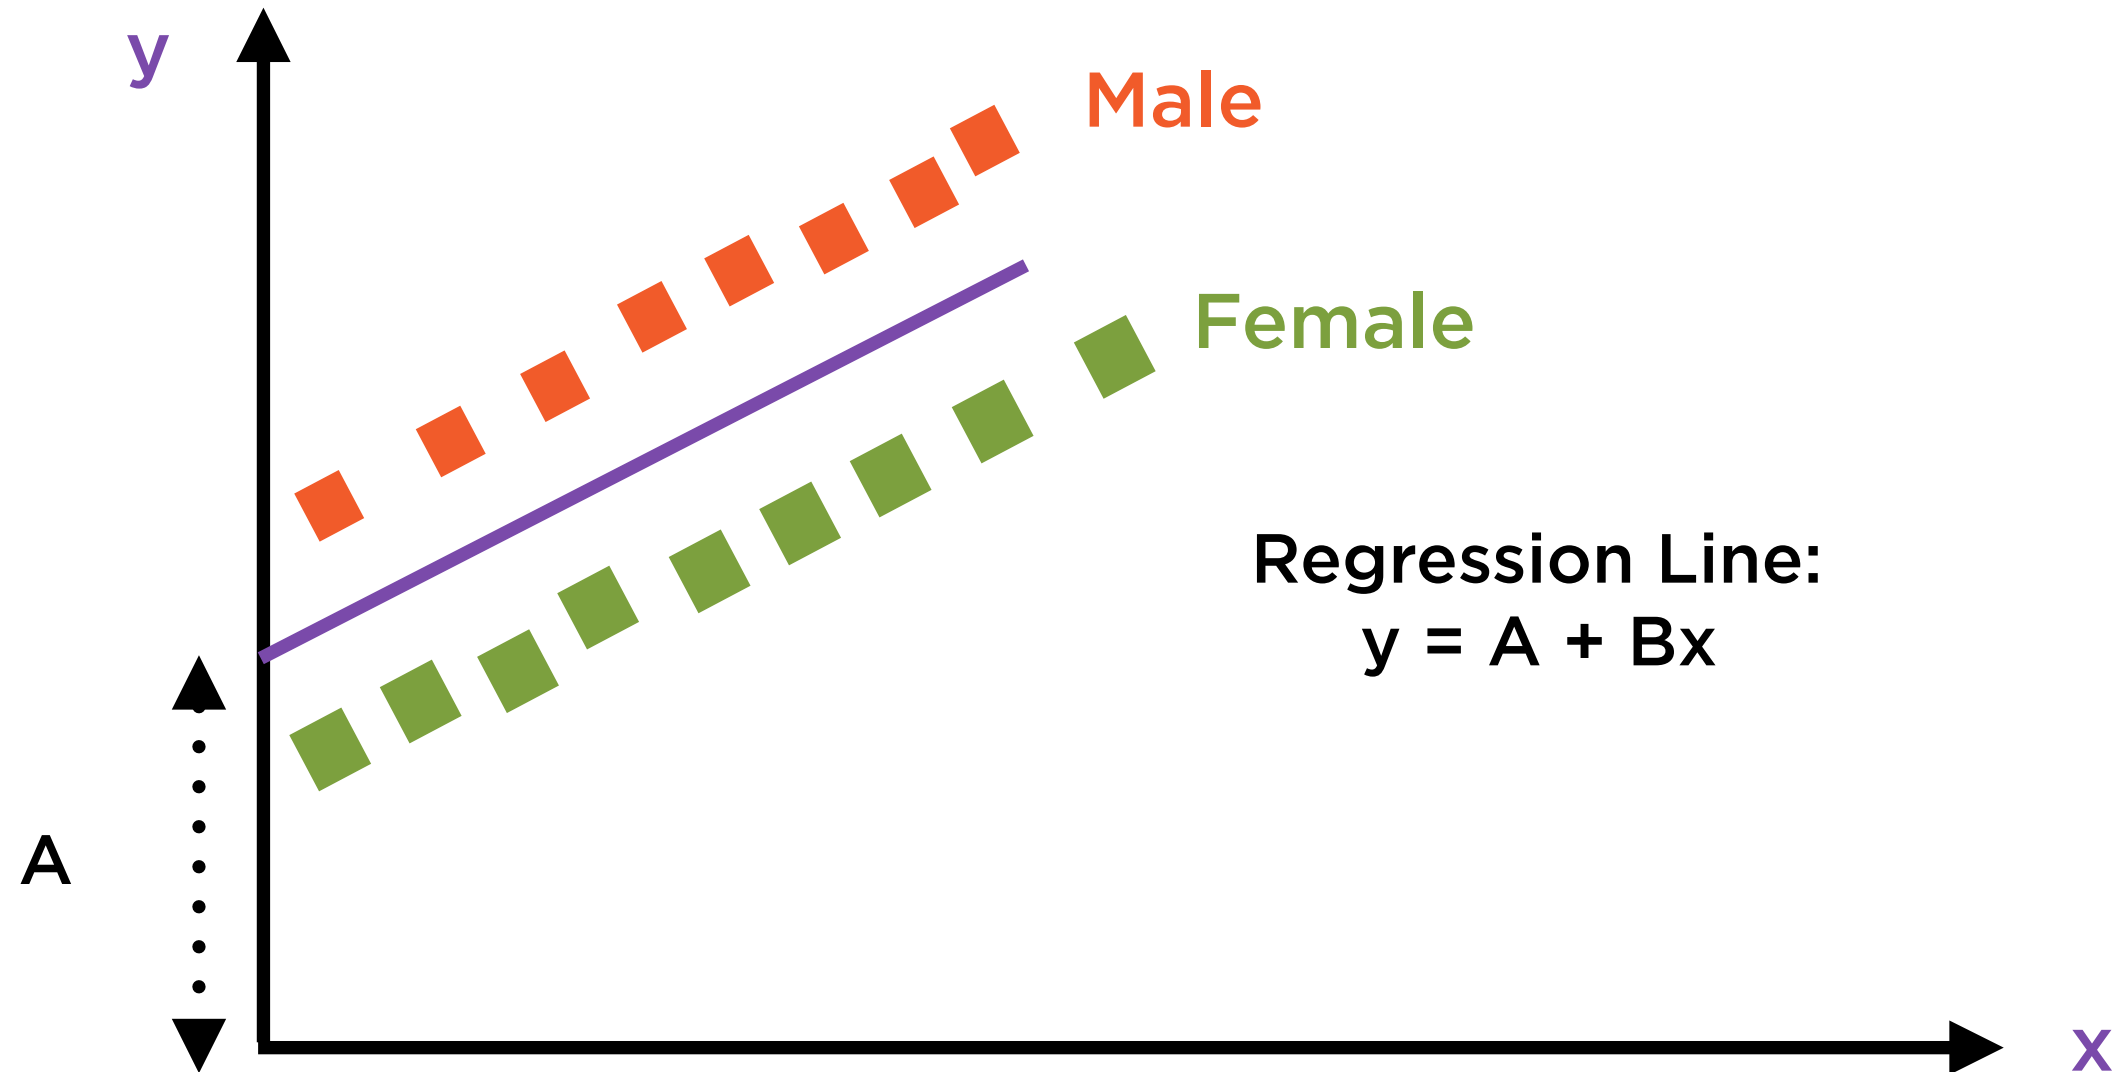 y
Male
Female
Regression Line:
y = A + Bx
A
x